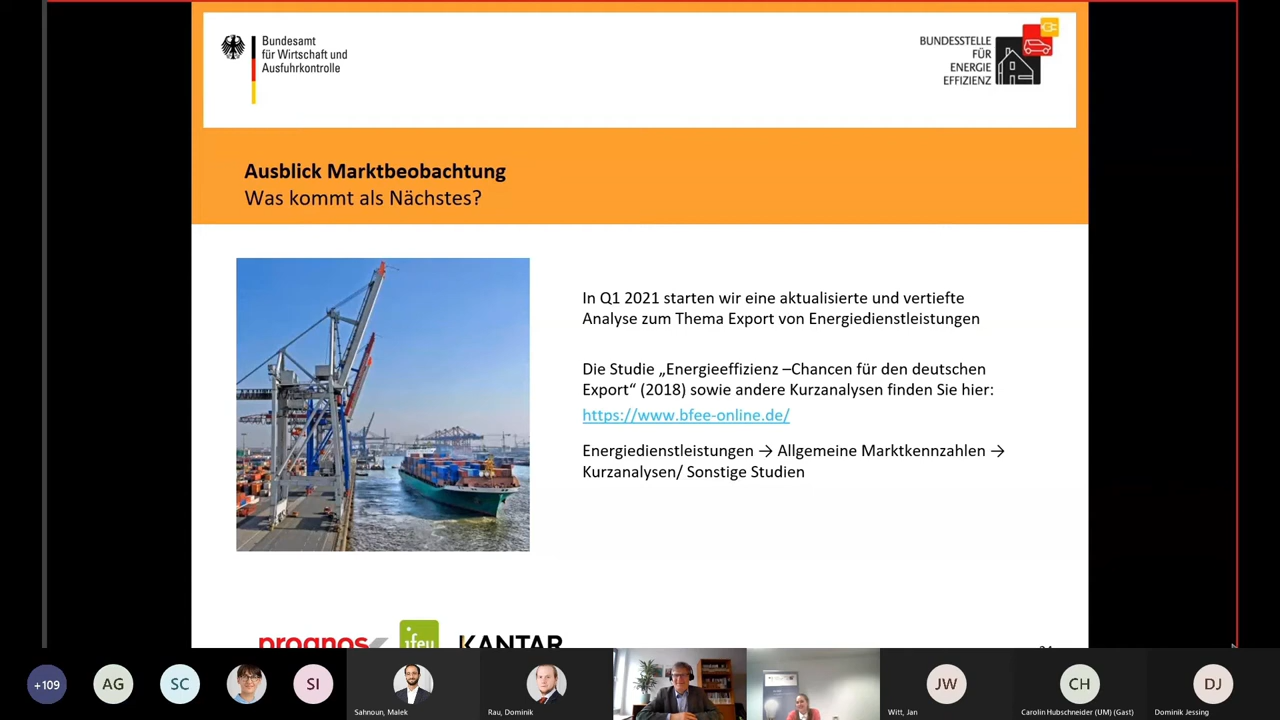 Bundesamt
für Wirtschaft und
Ausfuhrkontrolle
BUNDESSTELLE
FÜR
ENERGIE
EFFIZIENZ
Ausblick Marktbeobachtung
Was kommt als Nächstes?
In Q1 2021 starten wir eine aktualisierte und vertiefte
Analyse zum Thema Export von Energiedienstleistungen
Die Studie „Energieeffizienz –Chancen für den deutschen
Export“ (2018) sowie andere Kurzanalysen finden Sie hier:
https://www.bfee-online.de/
Energiedienstleistungen → Allgemeine Marktkennzahlen →
Kurzanalysen/ Sonstige Studien
prognos
ifeu
KANTAR
+109
AG
SC
SI
Sahnoun, Malek
Rau, Dominik
JW
Witt, Jan
CH
Carolin Hubschneider (UM) (Gast)
DJ
Dominik Jessing